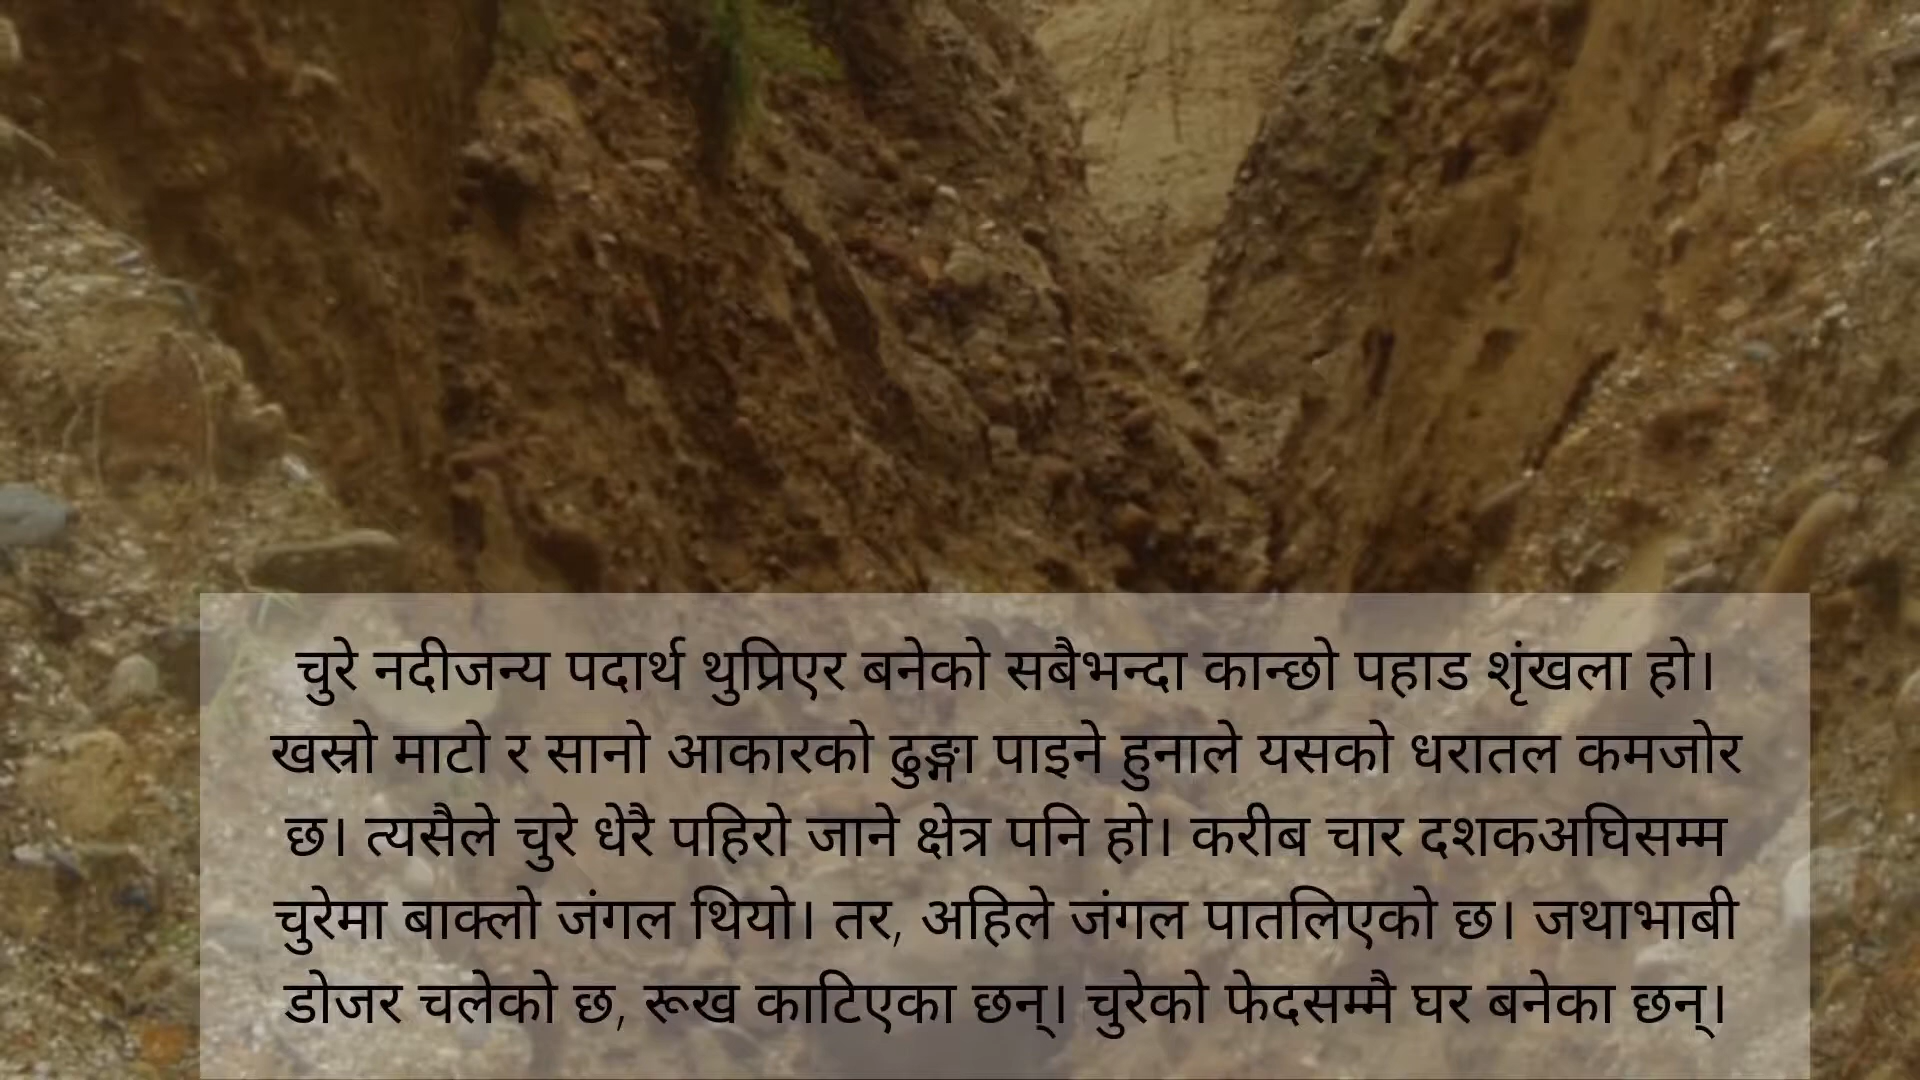 चुरे नदीजन्य पदार्थ थुप्रिएर बनेको सबैभन्दा कान्छो पहाड शृंखला हो।
खस्रो माटो र सानो आकारको ढुङ्गा पाइने हुनाले यसको धरातल कमजोर
छ। त्यसैले चुरे धेरै पहिरो जाने क्षेत्र पनि हो। करीब चार दशकअघिसम्म
चुरेमा बाक्लो जंगल थियो। तर, अहिले जंगल पातलिएको छ। जथाभाबी
डोजर चलेको छ, रूख काटिएका छन्। चुरेको फेदसम्मै घर बनेका छन्।